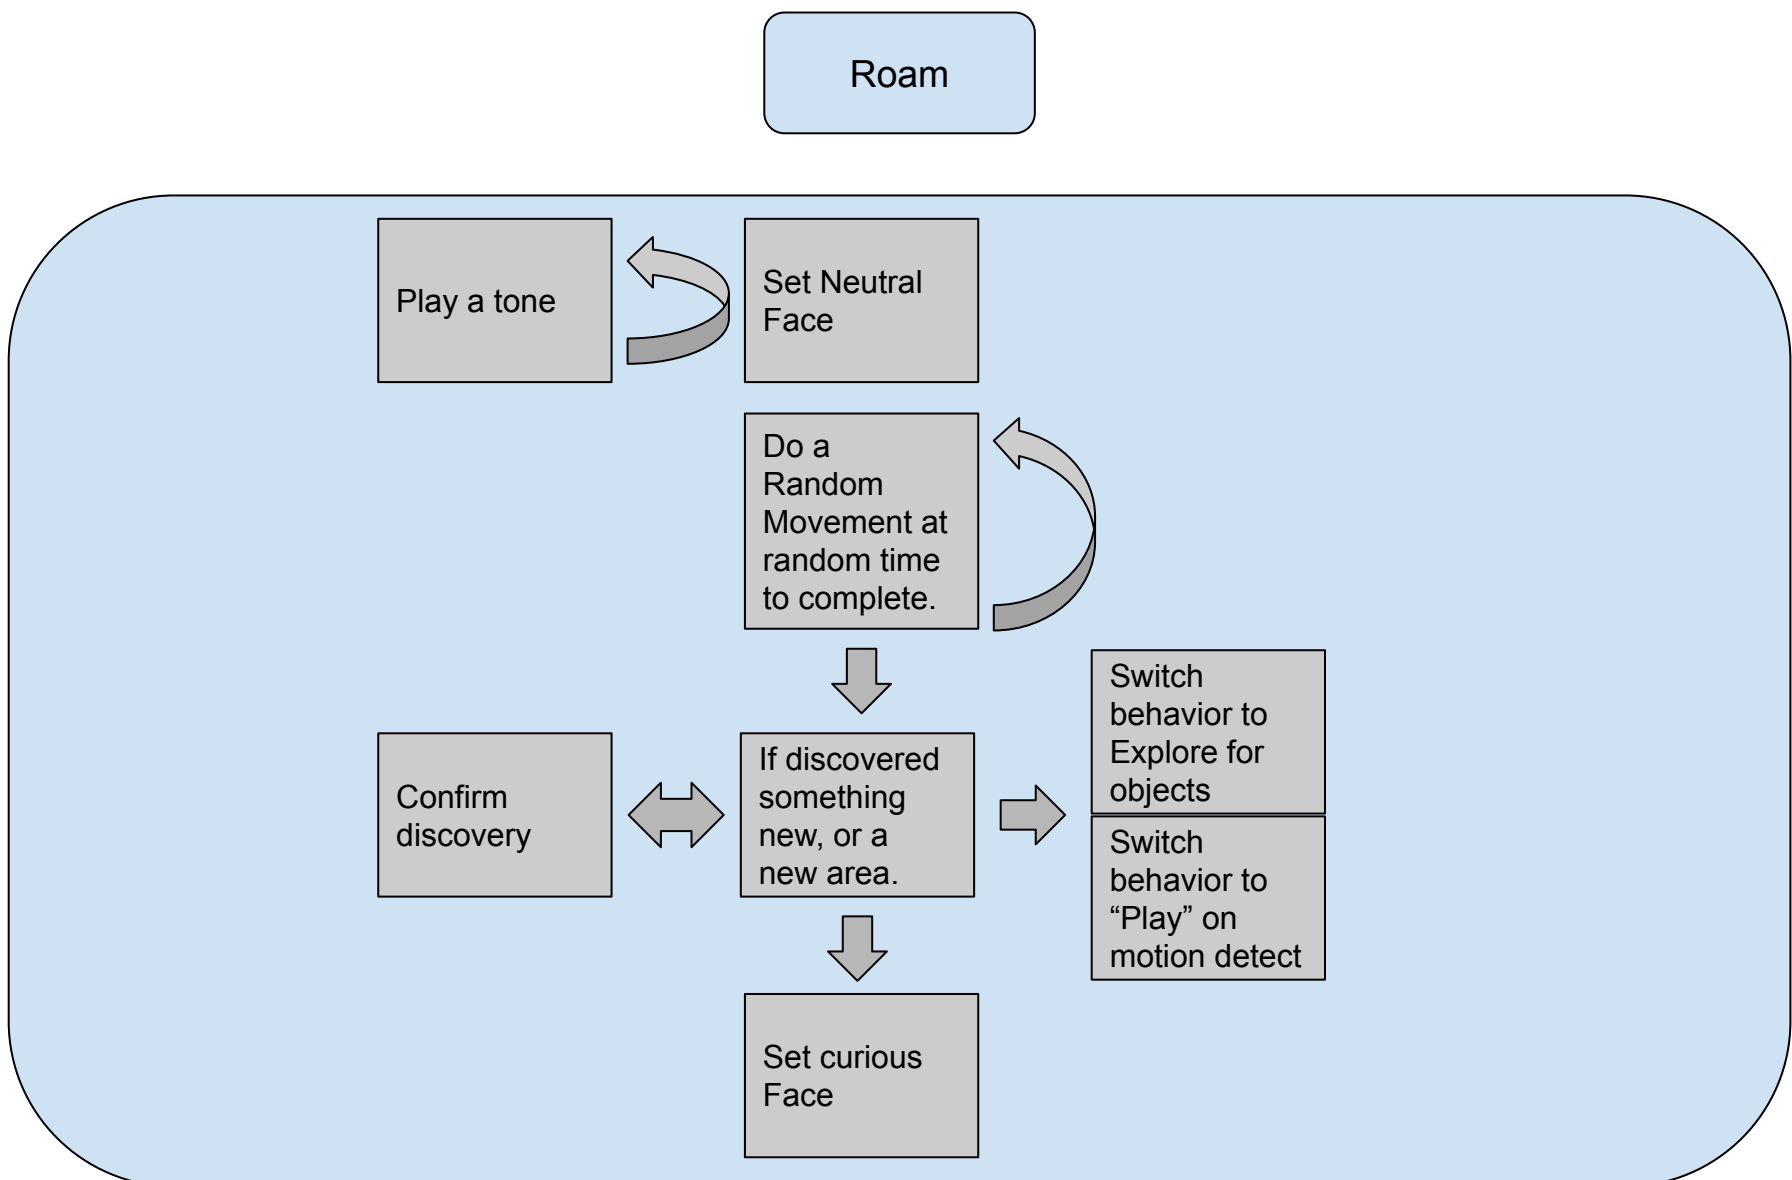 Roam
Play a tone
Set Neutral
Face
Do a
Random
Movement at
random time
to complete.
Confirm
discovery
If discovered
something
new, or a
new area.
Switch
behavior to
Explore for
objects
Switch
behavior to
“Play” on
motion detect
Set curious
Face